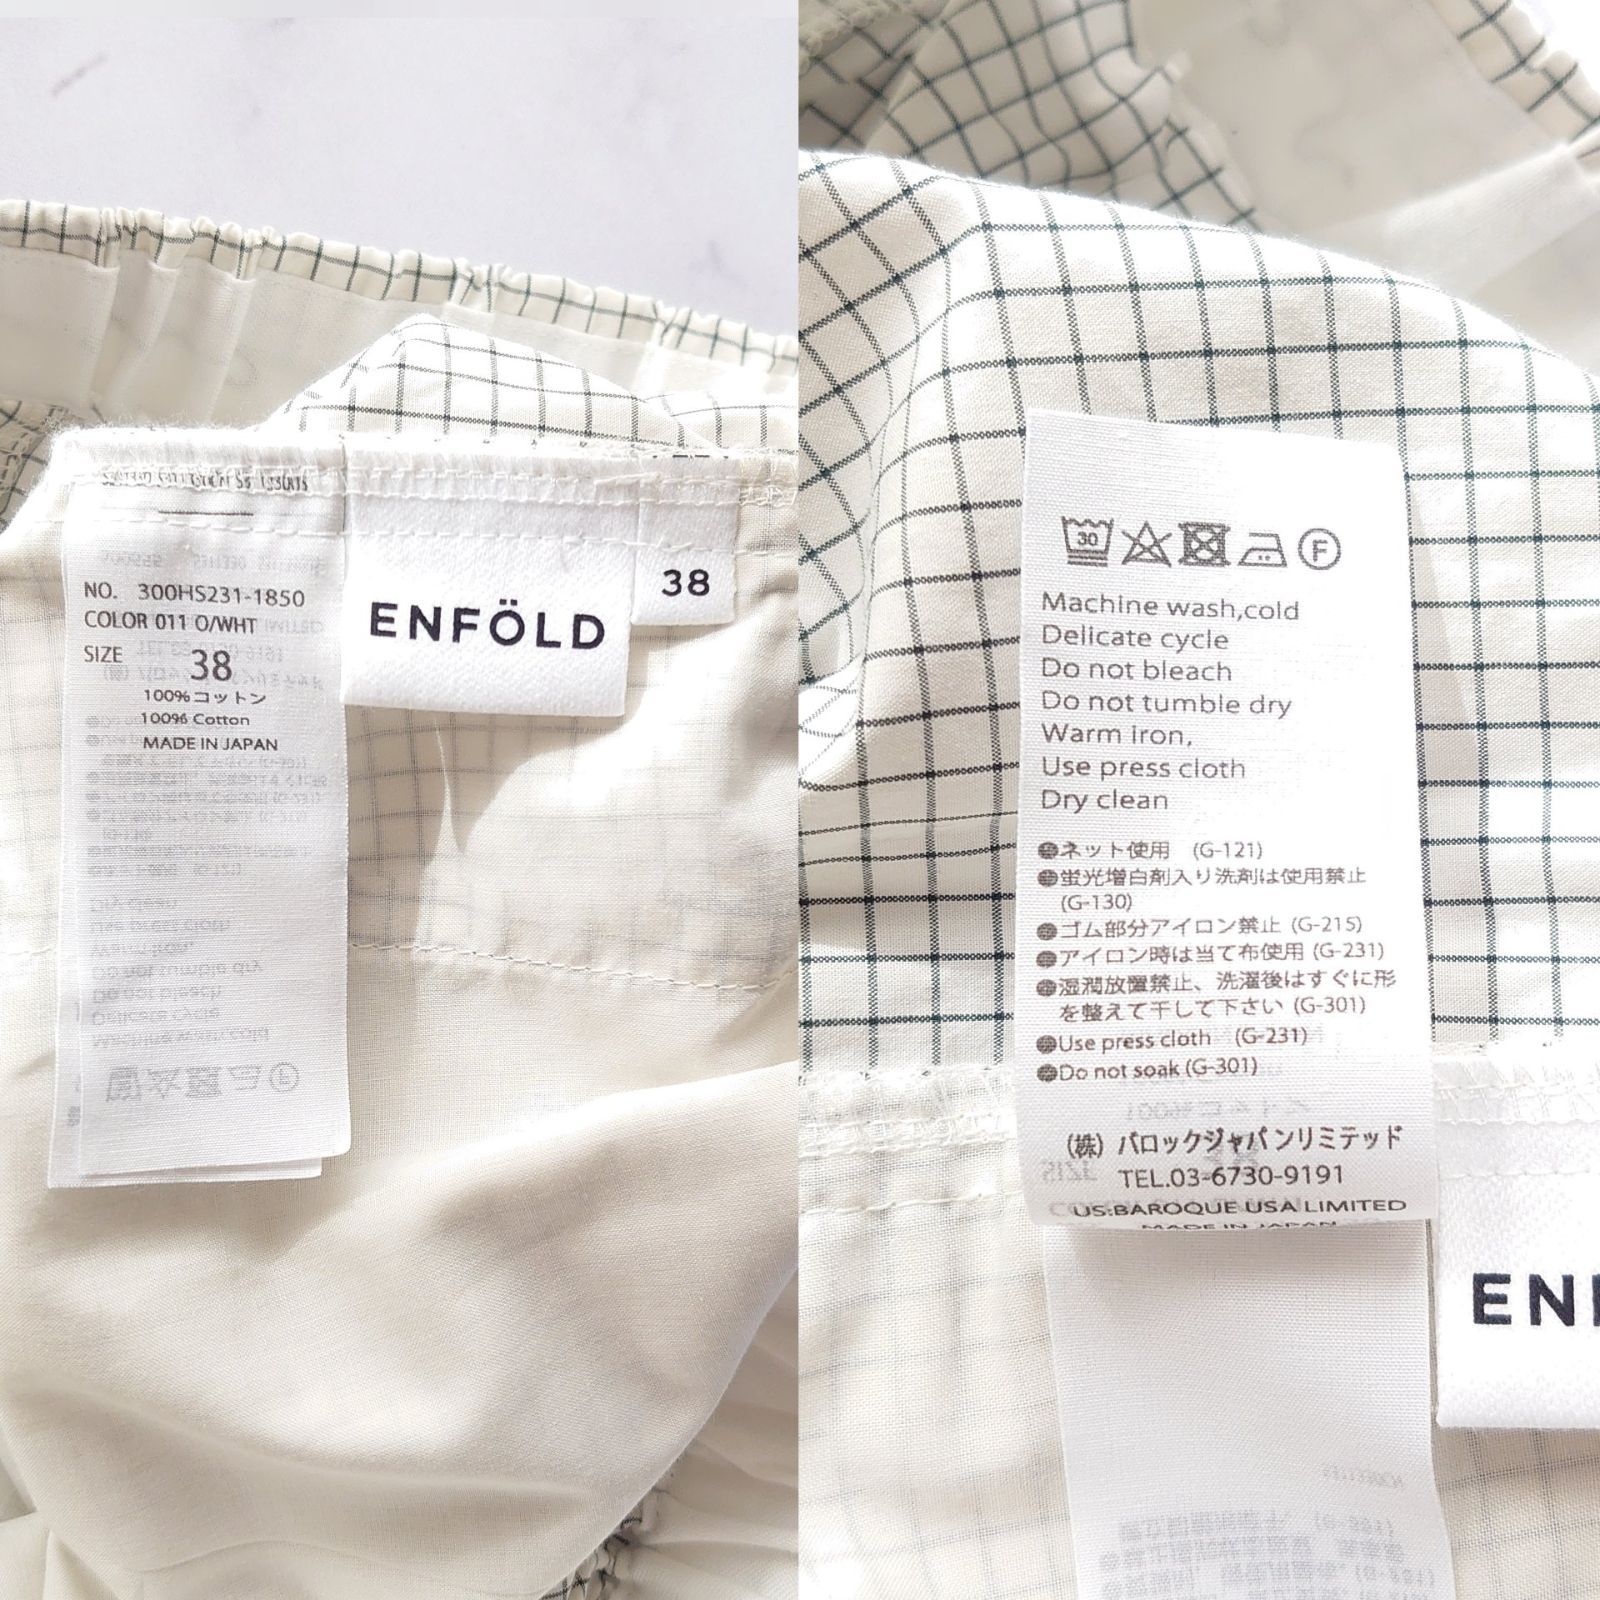 NO. 300HS231-1850
COLOR 011 O/WHT
SIZE 38
100%コットン
100% Cotton
MADE IN JAPAN
ENFÖLD
38
30
F
Machine wash,cold
Delicate cycle
Do not bleach
Do not tumble dry
Warm iron,
Use press cloth
Dry clean
●ネット使用 (G-121)
●蛍光増白剤入り洗剤は使用禁止
(G-130)
●ゴム部分アイロン禁止 (G-215)
●アイロン時は当て布使用 (G-231)
●湿潤放置禁止、洗濯後はすぐに形
を整えて干して下さい (G-301)
●Use press cloth (G-231)
●Do not soak (G-301)
(株) バロックジャパンリミテッド
TEL.03-6730-9191
US:BAROQUE USA LIMITED
MADE IN JAPAN
EN